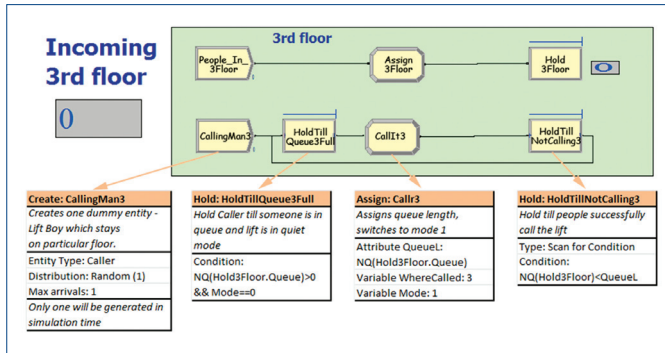 Incoming
3rd floor
0
3rd floor
People_In_
3Floor
Assign
3Floor
Hold
3Floor
0
CallingMan3
HoldTill
Queue3Full
CallIt3
HoldTill
NotCalling3
Create: CallingMan3
Creates one dummy entity -
Lift Boy which stays
on particular floor.
Entity Type: Caller
Distribution: Random (1)
Max arrivals: 1
Only one will be generated in
simulation time
Hold: HoldTillQueue3Full
Hold Caller till someone is in
queue and lift is in quiet
mode
Condition:
NQ(Hold3Floor.Queue)>0
&& Mode==0
Assign: Callr3
Assigns queue length,
switches to mode 1
Attribute QueueL:
NQ(Hold3Floor.Queue)
Variable WhereCalled: 3
Variable Mode: 1
Hold: HoldTillNotCalling3
Hold till people successfully
call the lift
Type: Scan for Condition
Condition:
NQ(Hold3Floor)<QueueL